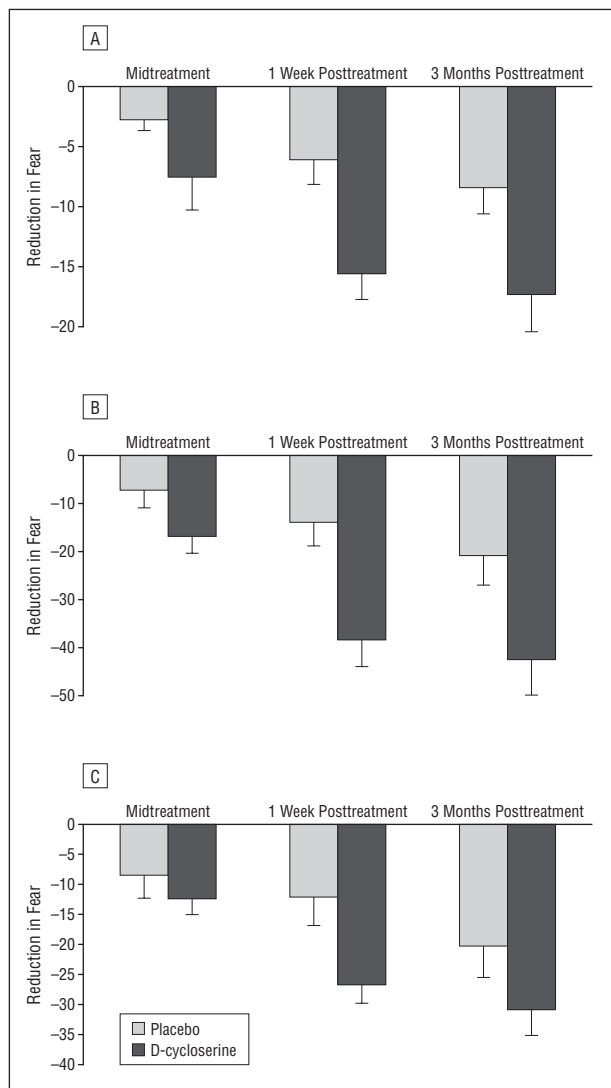 A
Midtreatment 1 Week Posttreatment 3 Months Posttreatment
0
–5
–10
–15
–20
Reduction in Fear
B
Midtreatment 1 Week Posttreatment 3 Months Posttreatment
0
–10
–20
–30
–40
–50
Reduction in Fear
C
Midtreatment 1 Week Posttreatment 3 Months Posttreatment
0
–5
–10
–15
–20
–25
–30
–35
–40
Reduction in Fear
Placebo
D-cycloserine